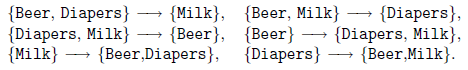 {Beer, Diapers} ⟶ {Milk}, {Beer, Milk} ⟶ {Diapers},
{Diapers, Milk} ⟶ {Beer}, {Beer} ⟶ {Diapers, Milk},
{Milk} ⟶ {Beer,Diapers}, {Diapers} ⟶ {Beer,Milk}.